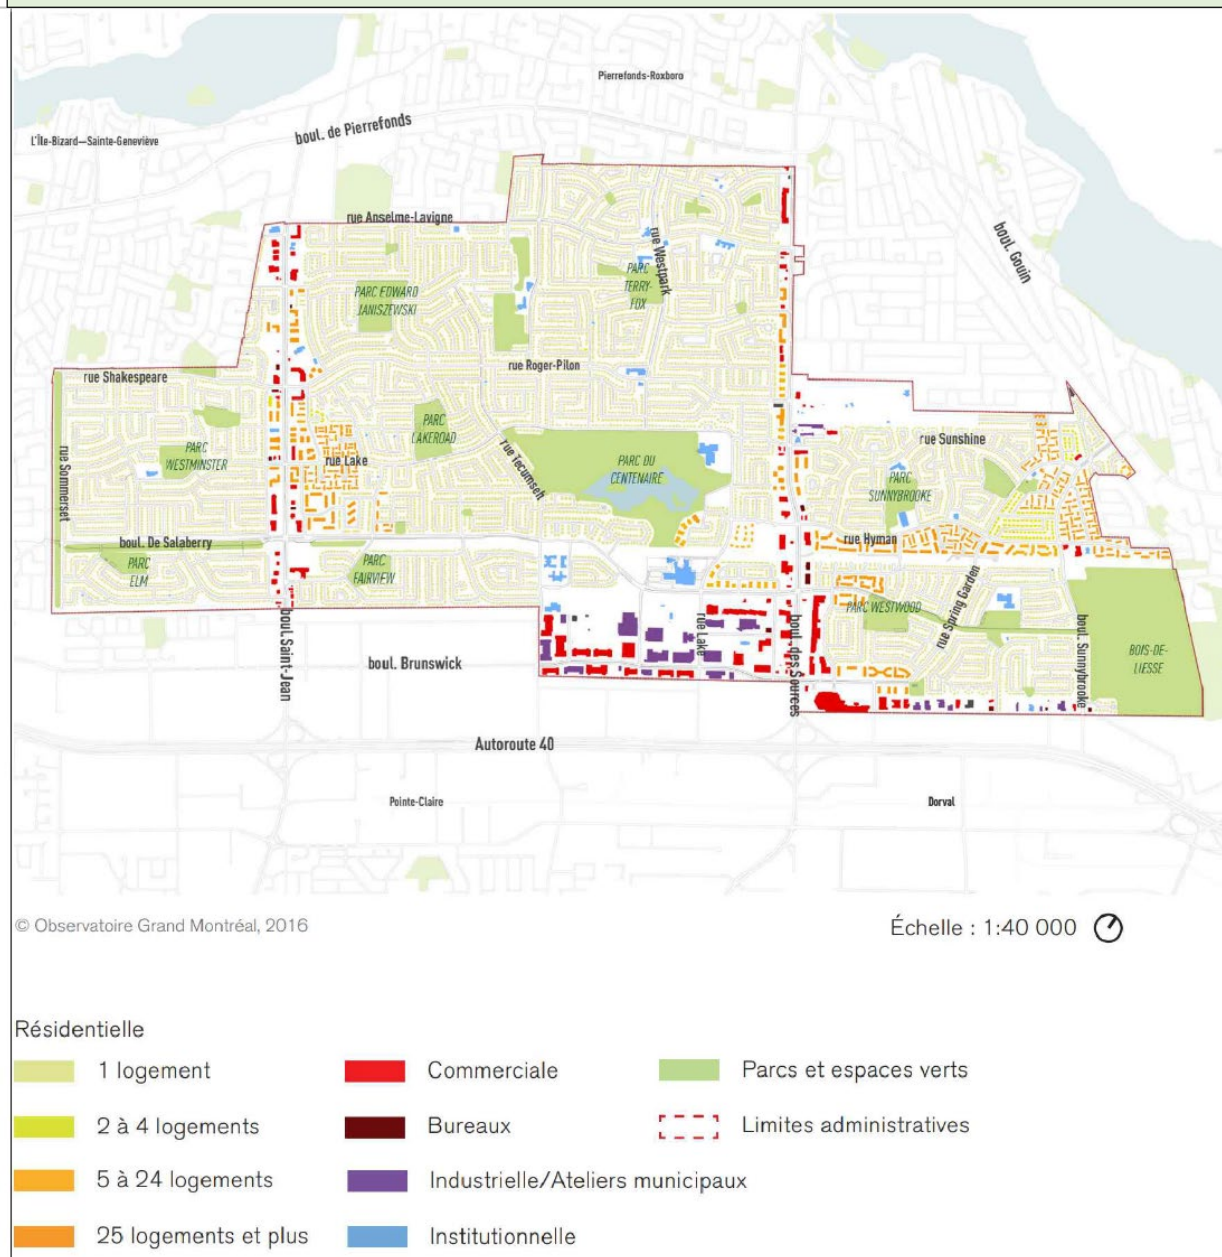 Pierrefonds-Roxboro
boul. de Pierrefonds
L'Île-Bizard—Sainte-Geneviève
rue Anselme-Lavigne
rue Westpark
boul. Gouin
PARC
TERRY-
FOX
PARC EDWARD
JANISZEWSKI
rue Roger-Pilon
rue Shakespeare
PARC
LAKEROAD
rue Sunshine
rue Sommerset
PARC
WESTMINSTER
rue Lake
rue Tecumseh
PARC DU
CENTENAIRE
PARC
SUNNYBROOKE
boul. De Salaberry
rue Hyman
PARC
ELM
PARC
FAIRVIEW
rue Spring Garden
PARC WESTWOOD
boul. Saint-Jean
rue Lake
boul. des Sources
boul. Sunnybrooke
BOIS-DE-
LIESSE
boul. Brunswick
Autoroute 40
Pointe-Claire
Dorval
© Observatoire Grand Montréal, 2016
Échelle : 1:40 000
Résidentielle
1 logement
Commerciale
Parcs et espaces verts
2 à 4 logements
Bureaux
Limites administratives
5 à 24 logements
Industrielle/Ateliers municipaux
25 logements et plus
Institutionnelle